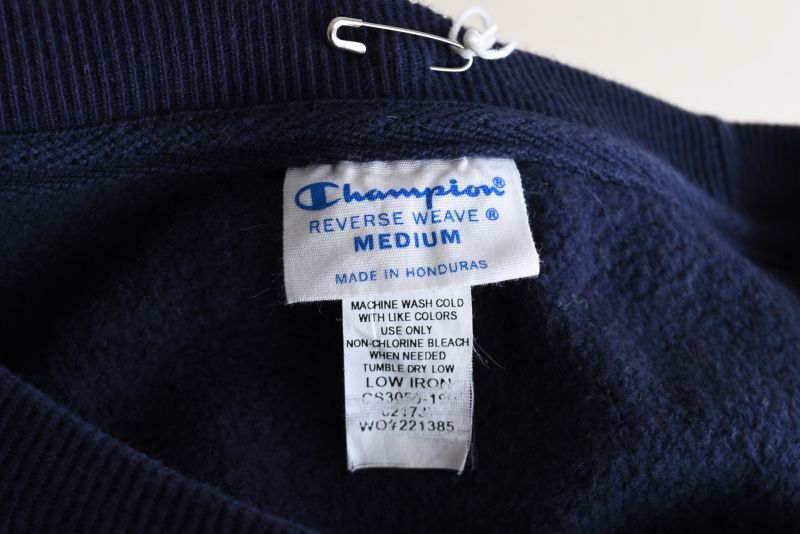 Champion®
REVERSE WEAVE ®
MEDIUM
MADE IN HONDURAS
MACHINE WASH COLD
WITH LIKE COLORS
USE ONLY
NON-CHLORINE BLEACH
WHEN NEEDED
TUMBLE DRY LOW
LOW IRON